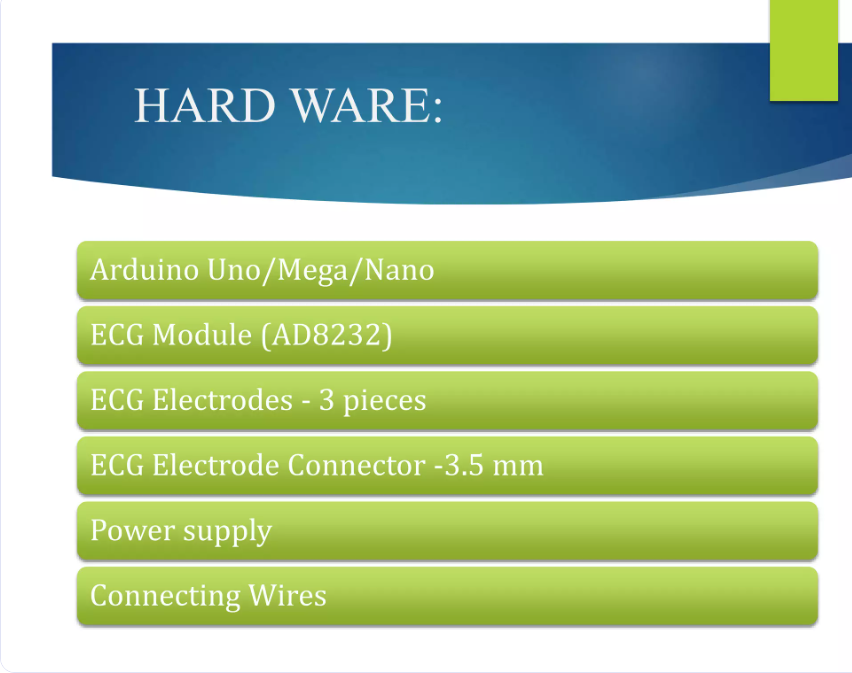 HARD WARE:
Arduino Uno/Mega/Nano
ECG Module (AD8232)
ECG Electrodes - 3 pieces
ECG Electrode Connector -3.5 mm
Power supply
Connecting Wires